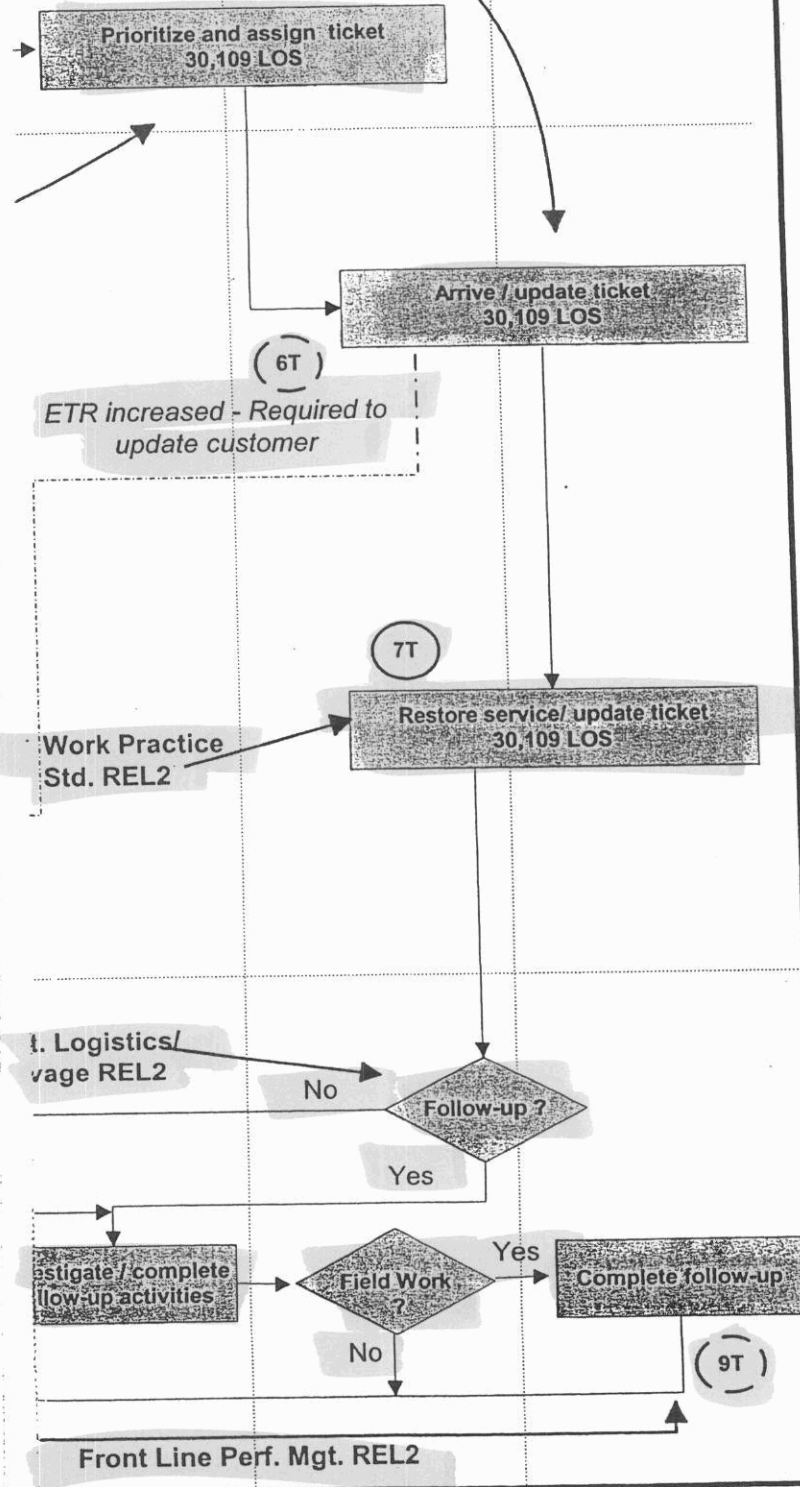 Prioritize and assign ticket
30,109 LOS
Arrive / update ticket
30,109 LOS
6T
ETR increased - Required to
update customer
7T
Restore service/ update ticket
30,109 LOS
Work Practice
Std. REL2
t. Logistics/
vage REL2
No
Follow-up ?
Yes
estigate / complete
llow-up activities
Field Work
?
Yes
Complete follow-up
No
9T
Front Line Perf. Mgt. REL2